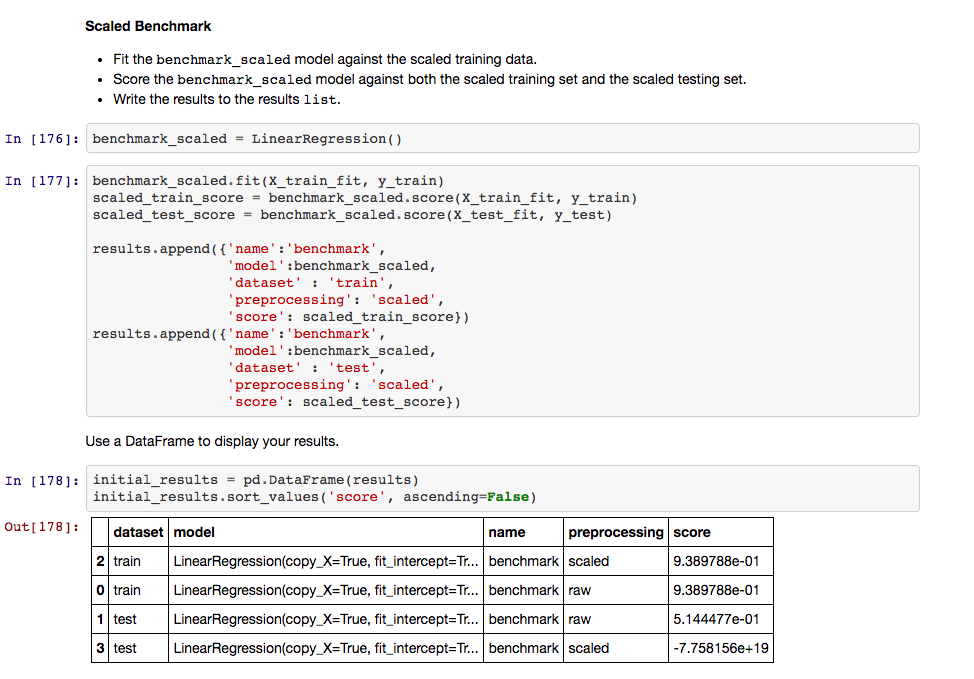 Scaled Benchmark
• Fit the benchmark_scaled model against the scaled training data.
• Score the benchmark_scaled model against both the scaled training set and the scaled testing set.
• Write the results to the results list.
In [176]: benchmark_scaled = LinearRegression()
In [177]: benchmark_scaled.fit(X_train_fit, y_train)
scaled_train_score = benchmark_scaled.score(X_train_fit, y_train)
scaled_test_score = benchmark_scaled.score(X_test_fit, y_test)
results.append({'name':'benchmark',
'model':benchmark_scaled,
'dataset' : 'train',
'preprocessing': 'scaled',
'score': scaled_train_score})
results.append({'name':'benchmark',
'model':benchmark_scaled,
'dataset' : 'test',
'preprocessing': 'scaled',
'score': scaled_test_score})
Use a DataFrame to display your results.
In [178]: initial_results = pd.DataFrame(results)
initial_results.sort_values('score', ascending=False)
Out[178]:
dataset model name preprocessing score
2 train LinearRegression(copy_X=True, fit_intercept=Tr... benchmark scaled 9.389788e-01
0 train LinearRegression(copy_X=True, fit_intercept=Tr... benchmark raw 9.389788e-01
1 test LinearRegression(copy_X=True, fit_intercept=Tr... benchmark raw 5.144477e-01
3 test LinearRegression(copy_X=True, fit_intercept=Tr... benchmark scaled -7.758156e+19